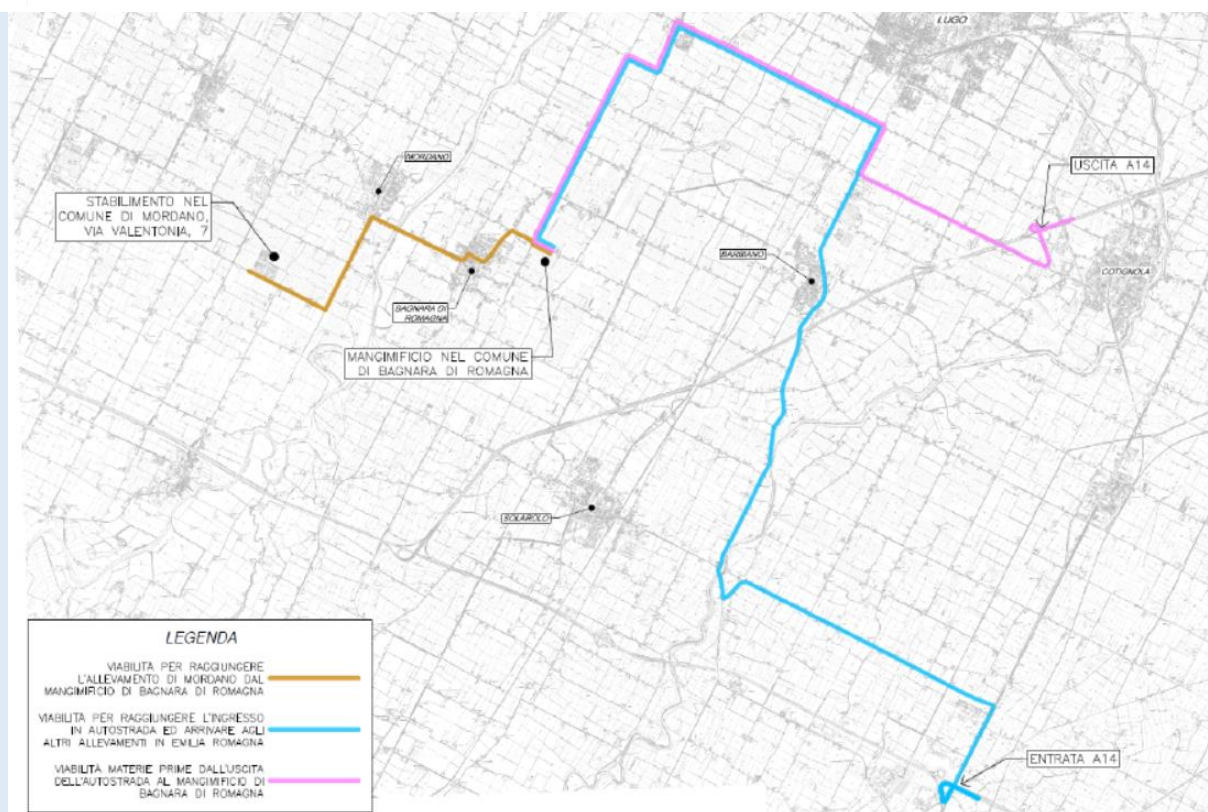 LUGO
MORDANO
USCITA A14
STABILIMENTO NEL
COMUNE DI MORDANO,
VIA VALENTONIA, 7
BARBIANO
COTIGNOLA
BAGNARA DI
ROMAGNA
MANGIMIFICIO NEL COMUNE
DI BAGNARA DI ROMAGNA
SOLAROLO
LEGENDA
VIABILITÀ PER RAGGIUNGERE
L'ALLEVAMENTO DI MORDANO DAL
MANGIMIFICIO DI BAGNARA DI ROMAGNA
VIABILITÀ PER RAGGIUNGERE L'INGRESSO
IN AUTOSTRADA ED ARRIVARE AGLI
ALTRI ALLEVAMENTI IN EMILIA ROMAGNA
VIABILITÀ MATERIE PRIME DALL'USCITA
DELL'AUTOSTRADA AL MANGIMIFICIO DI
BAGNARA DI ROMAGNA
ENTRATA A14